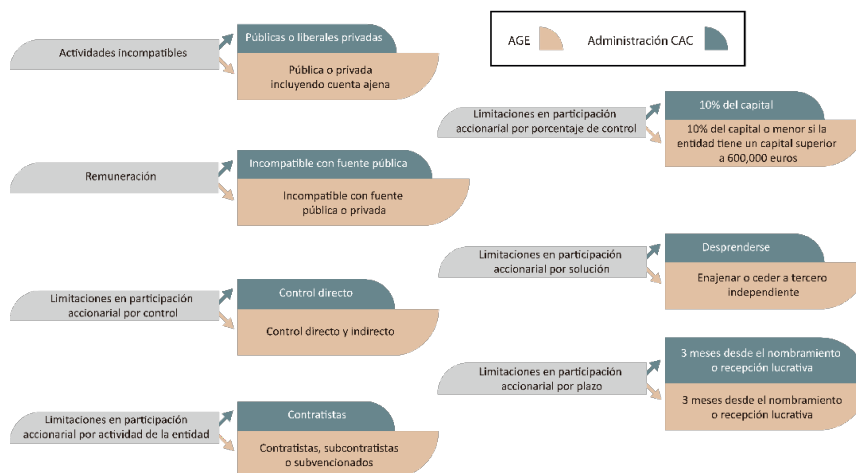 Actividades incompatibles
Públicas o liberales privadas
Pública o privada
incluyendo cuenta ajena
Remuneración
Incompatible con fuente pública
Incompatible con fuente
pública o privada
Limitaciones en participación
accionarial por control
Control directo
Control directo y indirecto
Limitaciones en participación
accionarial por actividad de la entidad
Contratistas
Contratistas, subcontratistas
o subvencionados
AGE
Administración CAC
Limitaciones en participación
accionarial por porcentaje de control
10% del capital
10% del capital o menor si la
entidad tiene un capital superior
a 600,000 euros
Limitaciones en participación
accionarial por solución
Desprenderse
Enajenar o ceder a tercero
independiente
Limitaciones en participación
accionarial por plazo
3 meses desde el nombramiento
o recepción lucrativa
3 meses desde el nombramiento
o recepción lucrativa